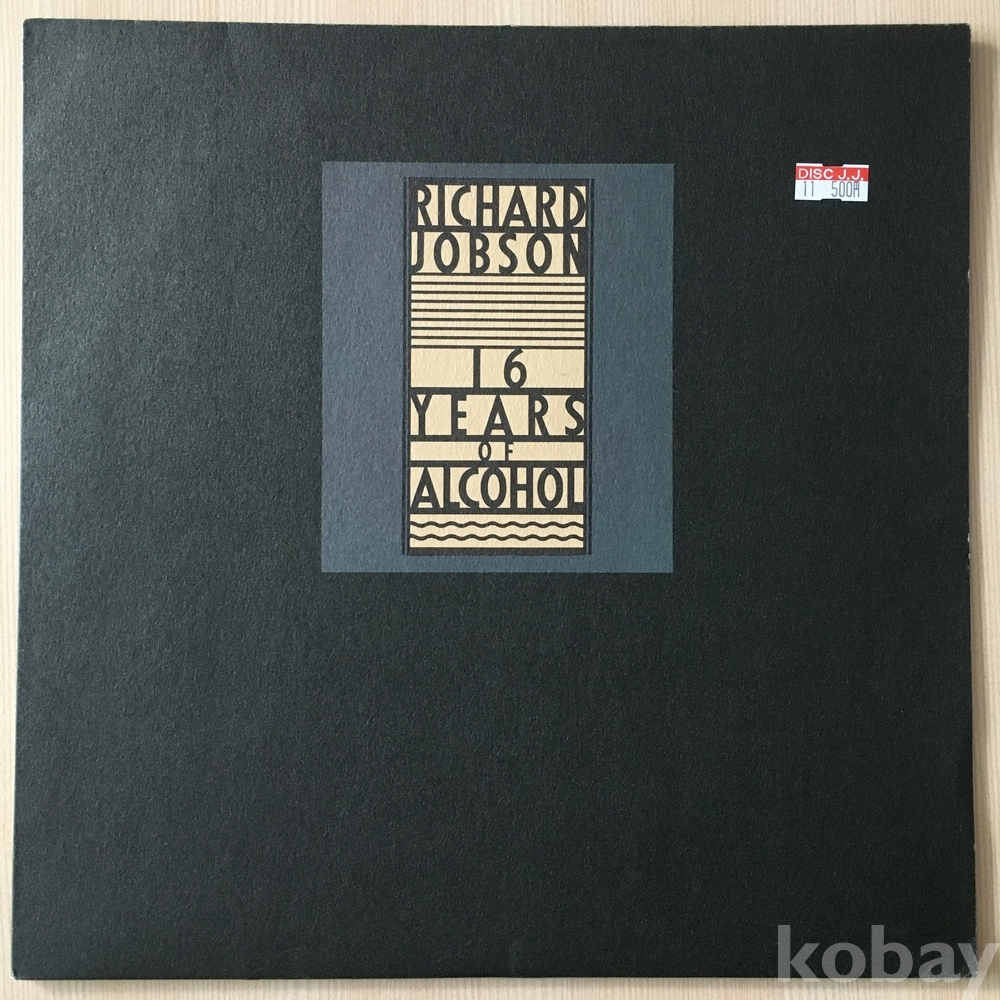 RICHARD
JOBSON
16
YEARS
OF
ALCOHOL
DISC J.J.
11 500円
kobay